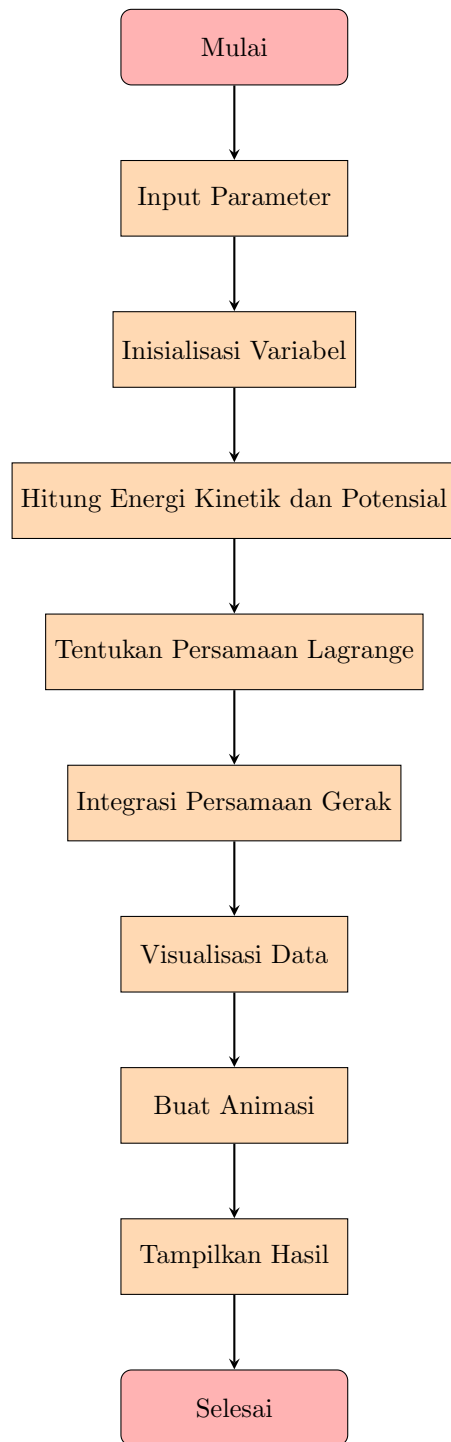 Mulai
Input Parameter
Inisialisasi Variabel
Hitung Energi Kinetik dan Potensial
Tentukan Persamaan Lagrange
Integrasi Persamaan Gerak
Visualisasi Data
Buat Animasi
Tampilkan Hasil
Selesai